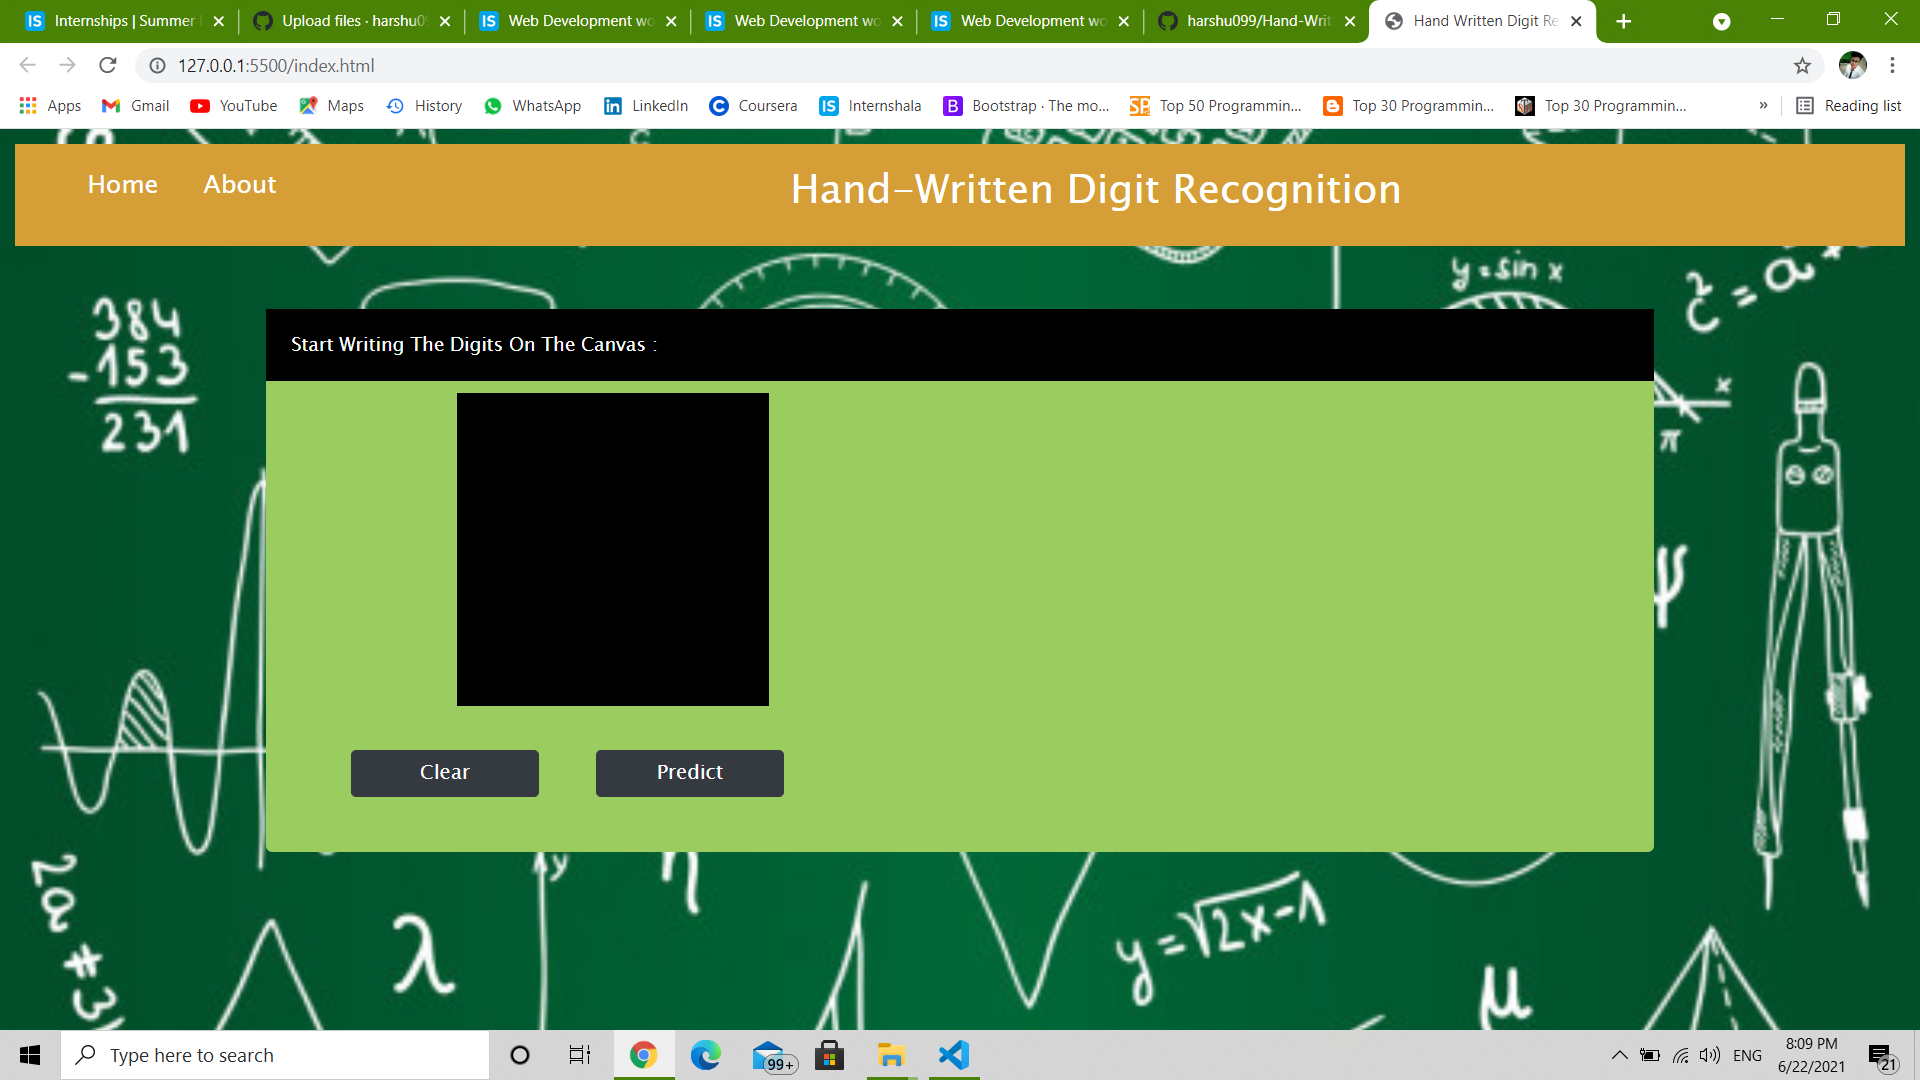 Internships | Summer
Upload files · harshu09
Web Development wo
Web Development wo
Web Development wo
harshu099/Hand-Writ
Hand Written Digit Re
127.0.0.1:5500/index.html
Apps
Gmail
YouTube
Maps
History
WhatsApp
LinkedIn
Coursera
Internshala
Bootstrap · The mo...
Top 50 Programmin...
Top 30 Programmin...
Top 30 Programmin...
»
Reading list
Home
About
Hand-Written Digit Recognition
y = sin x
384
-153
231
Start Writing The Digits On The Canvas :
x
π
ψ
Clear
Predict
y
η
λ
y=√2x-1
μ
Type here to search
99+
ENG
8:09 PM
6/22/2021
21